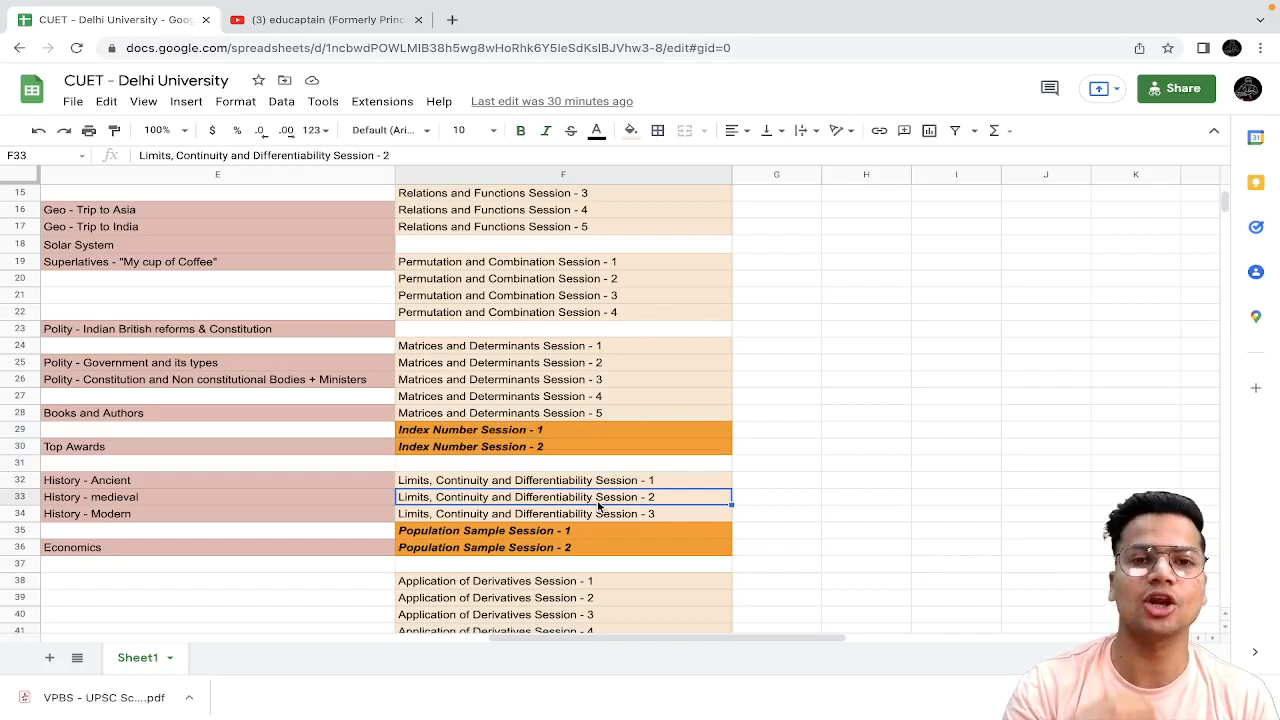 CUET - Delhi University - Goog
(3) educaptain (Formerly Princ
docs.google.com/spreadsheets/d/1ncbwdPOWLMIB38h5wg8wHoRhk6Y5IeSdKsIBJVhw3-8/edit#gid=0
CUET - Delhi University
File Edit View Insert Format Data Tools Extensions Help Last edit was 30 minutes ago
Share
100% $ % .0 .00 123 Default (Ari... 10 B I S A
F33 fx Limits, Continuity and Differentiability Session - 2
E F G H I J K
15 Relations and Functions Session - 3
16 Geo - Trip to Asia Relations and Functions Session - 4
17 Geo - Trip to India Relations and Functions Session - 5
18 Solar System
19 Superlatives - "My cup of Coffee" Permutation and Combination Session - 1
20 Permutation and Combination Session - 2
21 Permutation and Combination Session - 3
22 Permutation and Combination Session - 4
23 Polity - Indian British reforms & Constitution
24 Matrices and Determinants Session - 1
25 Polity - Government and its types Matrices and Determinants Session - 2
26 Polity - Constitution and Non constitutional Bodies + Ministers Matrices and Determinants Session - 3
27 Matrices and Determinants Session - 4
28 Books and Authors Matrices and Determinants Session - 5
29 Index Number Session - 1
30 Top Awards Index Number Session - 2
31
32 History - Ancient Limits, Continuity and Differentiability Session - 1
33 History - medieval Limits, Continuity and Differentiability Session - 2
34 History - Modern Limits, Continuity and Differentiability Session - 3
35 Population Sample Session - 1
36 Economics Population Sample Session - 2
37
38 Application of Derivatives Session - 1
39 Application of Derivatives Session - 2
40 Application of Derivatives Session - 3
41 Application of Derivatives Session - 4
Sheet1
VPBS - UPSC Sc....pdf
31